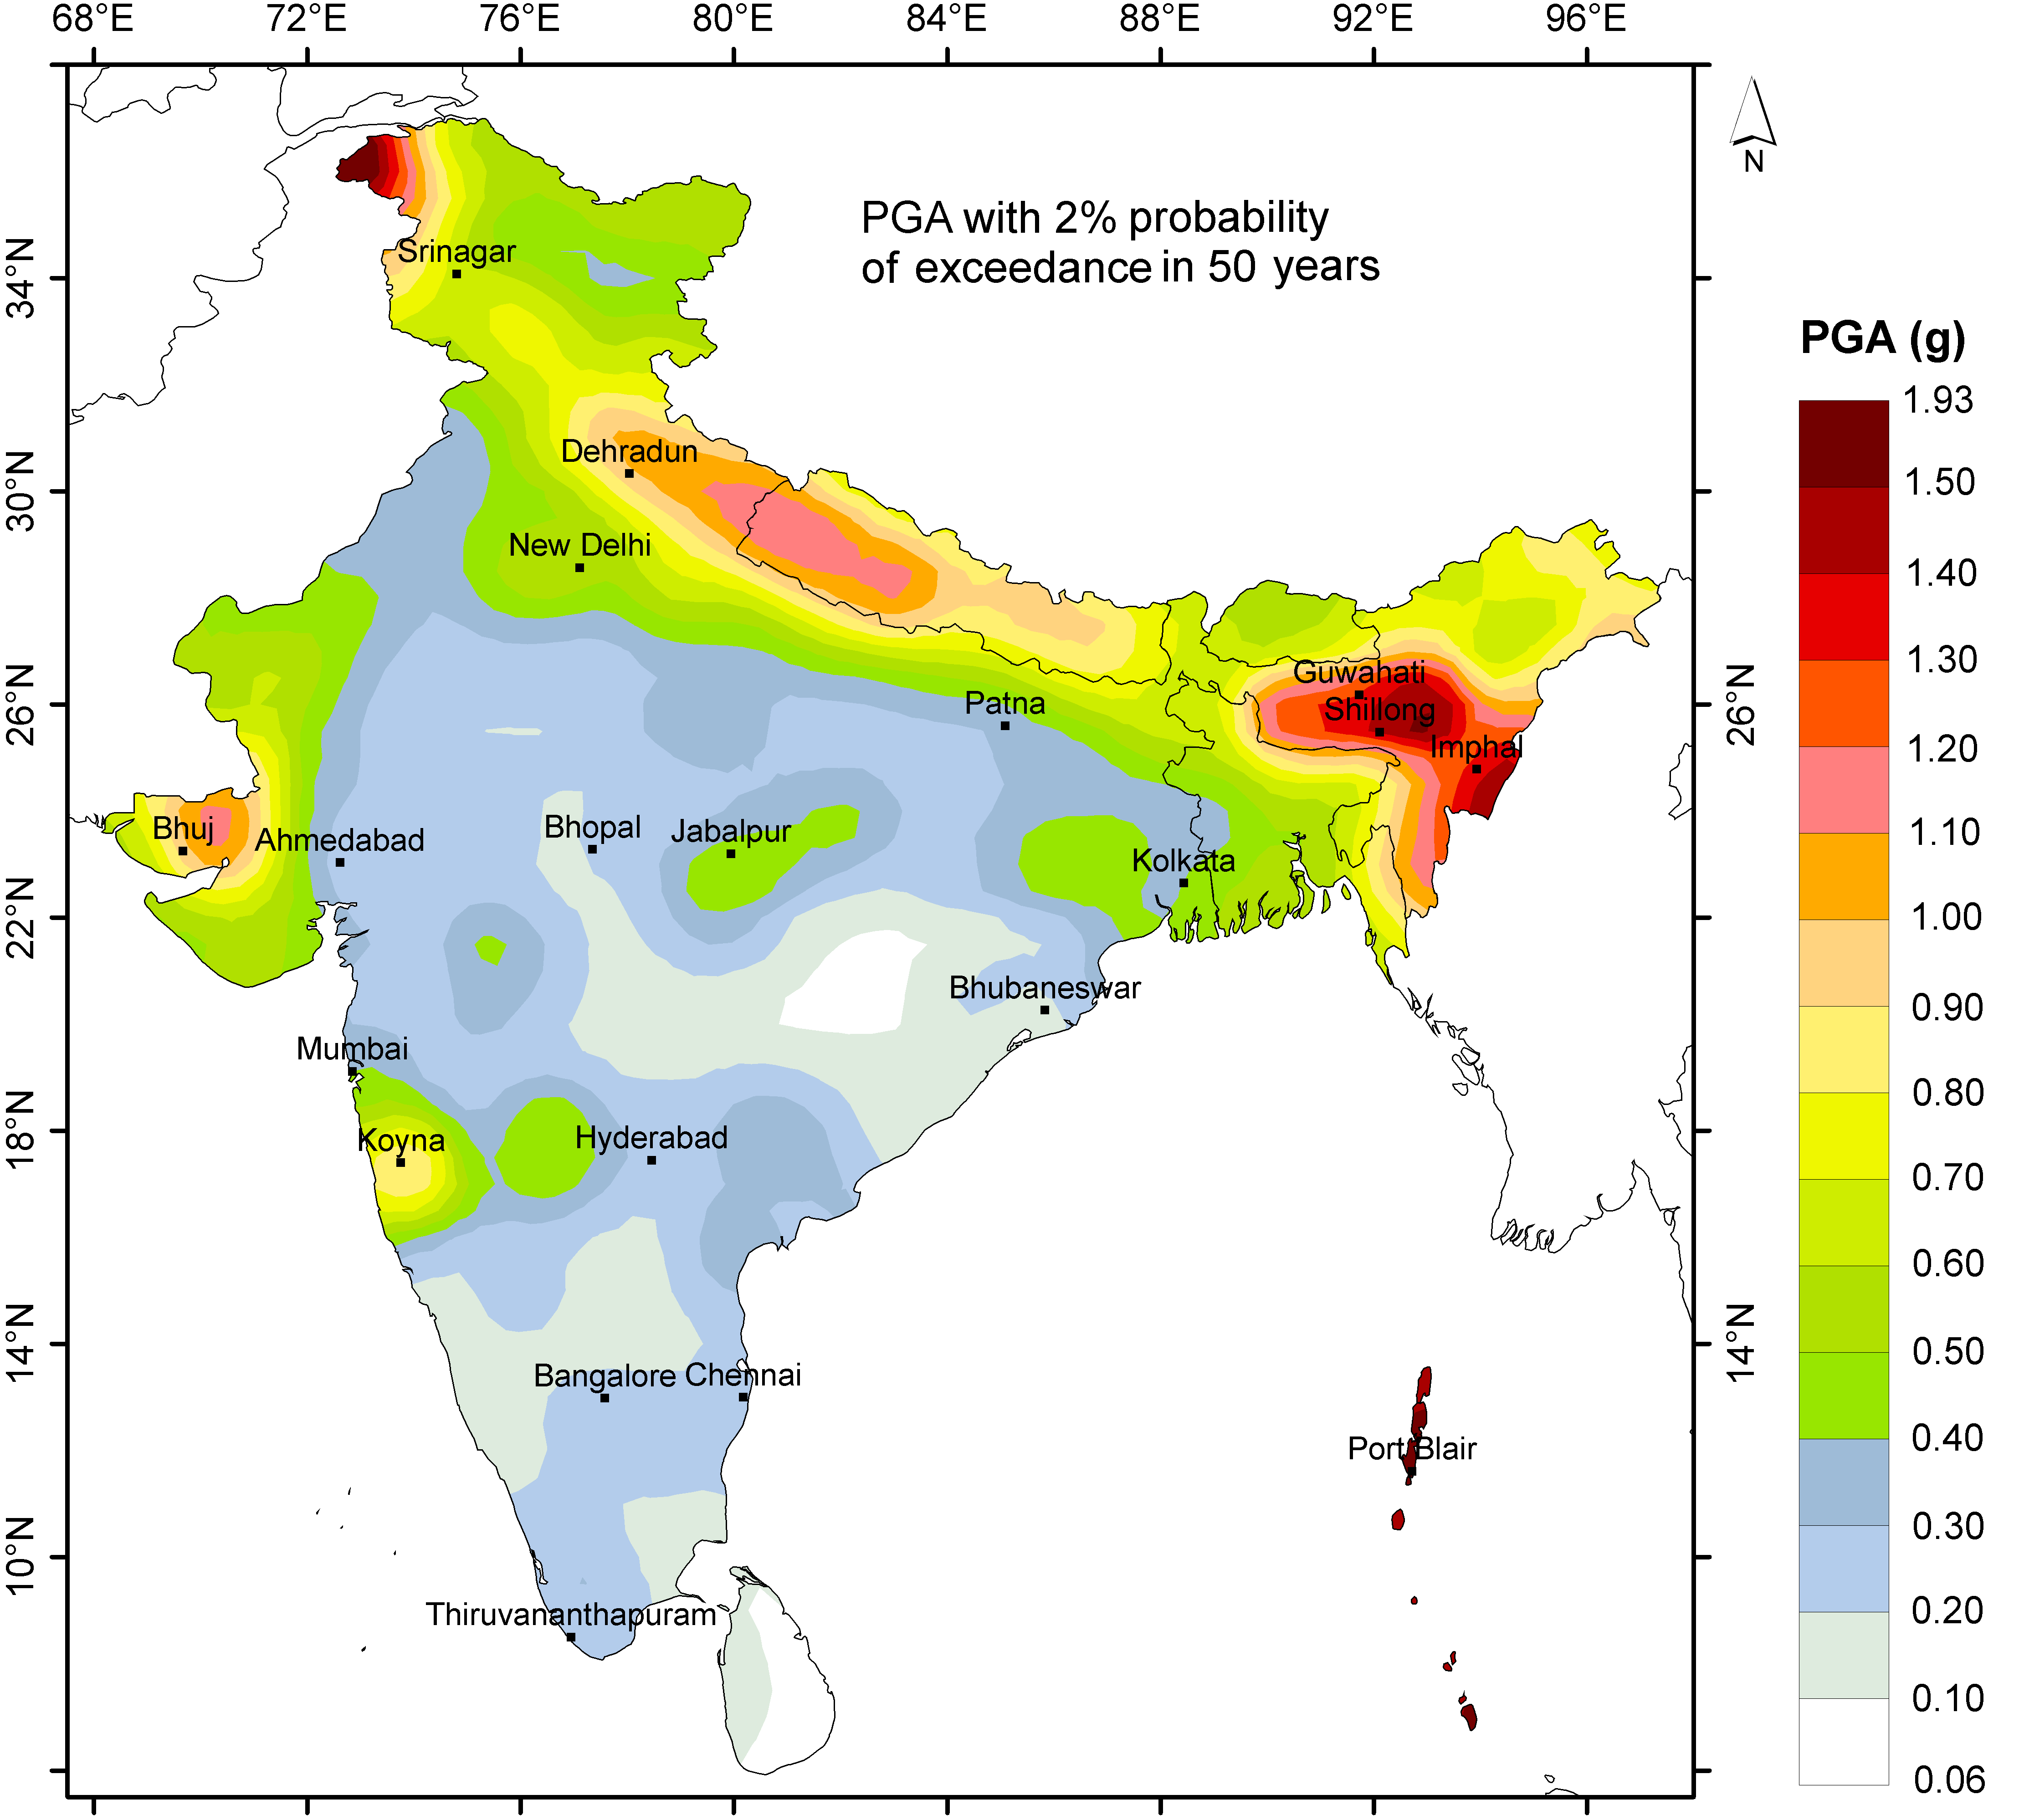 68°E 72°E 76°E 80°E 84°E 88°E 92°E 96°E
N
PGA with 2% probability
of exceedance in 50 years
34°N
30°N
26°N
22°N
18°N
14°N
10°N
26°N
14°N
Srinagar
Dehradun
New Delhi
Guwahati
Patna
Shillong
Imphal
Bhuj
Ahmedabad
Bhopal
Jabalpur
Kolkata
Bhubaneswar
Mumbai
Koyna
Hyderabad
Bangalore
Chennai
Port Blair
Thiruvananthapuram
PGA (g)
1.93
1.50
1.40
1.30
1.20
1.10
1.00
0.90
0.80
0.70
0.60
0.50
0.40
0.30
0.20
0.10
0.06